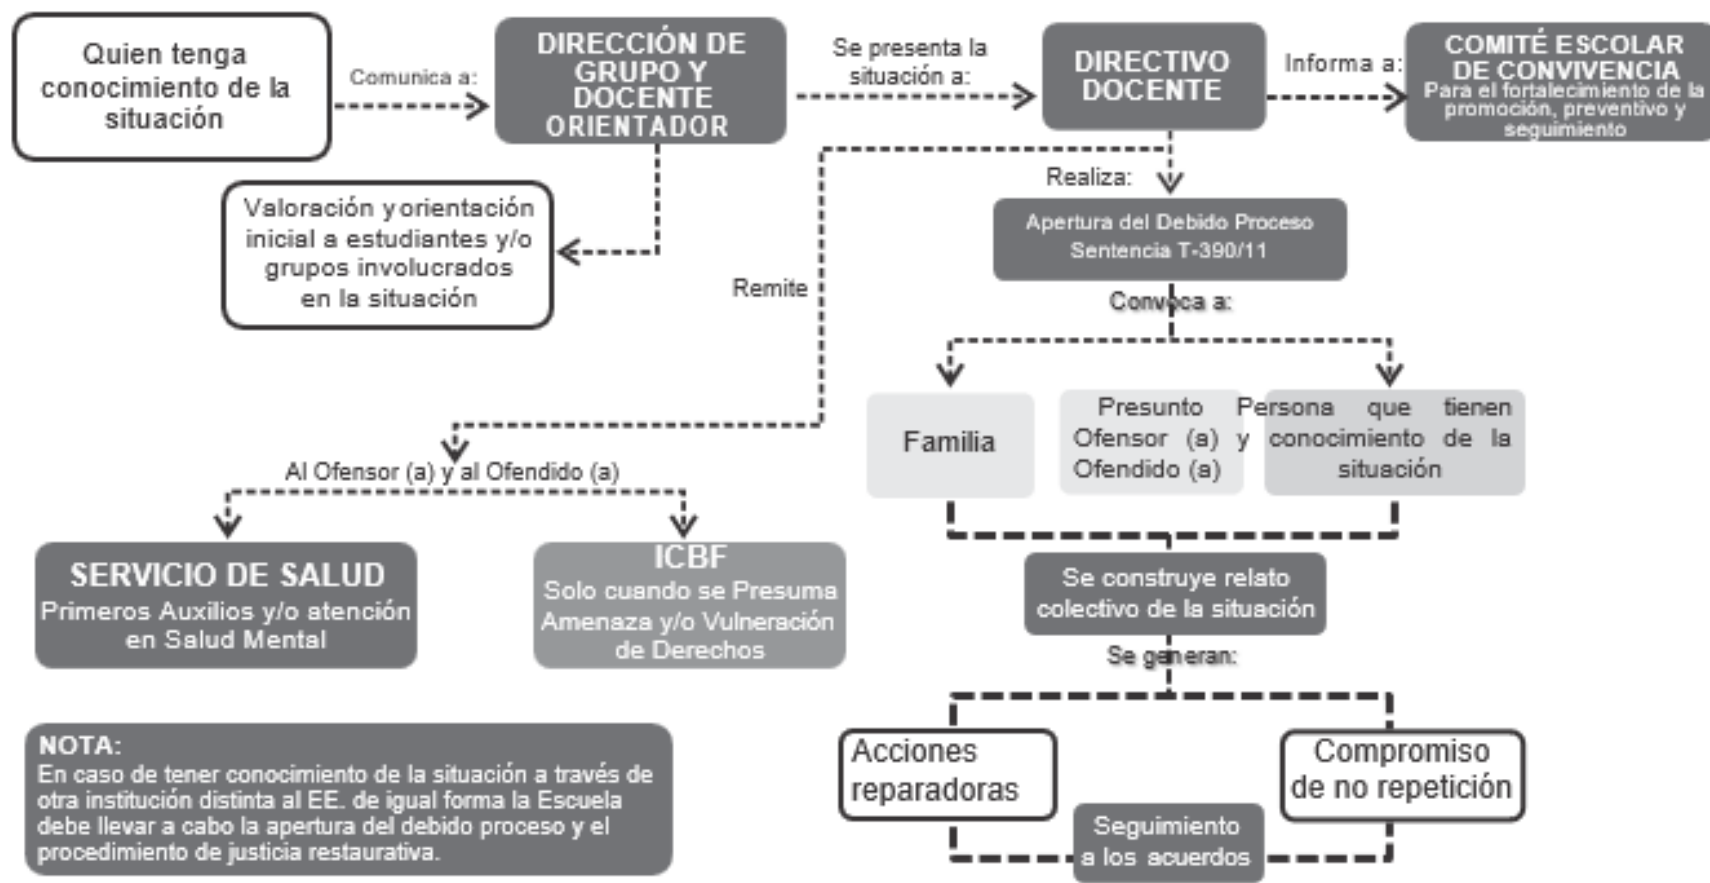 Quien tenga
conocimiento de la
situación
Comunica a:
DIRECCIÓN DE
GRUPO Y
DOCENTE
ORIENTADOR
Se presenta la
situación a:
DIRECTIVO
DOCENTE
Informa a:
COMITÉ ESCOLAR
DE CONVIVENCIA
Para el fortalecimiento de la
promoción, preventivo y
seguimiento
Valoración y orientación
inicial a estudiantes y/o
grupos involucrados
en la situación
Realiza:
Apertura del Debido Proceso
Sentencia T-390/11
Remite
Convoca a:
Familia
Presunto
Ofensor (a) y
Ofendido (a)
Persona que tienen
conocimiento de la
situación
Al Ofensor (a) y al Ofendido (a)
SERVICIO DE SALUD
Primeros Auxilios y/o atención
en Salud Mental
ICBF
Solo cuando se Presuma
Amenaza y/o Vulneración
de Derechos
Se construye relato
colectivo de la situación
Se generan:
Acciones
reparadoras
Compromiso
de no repetición
Seguimiento
a los acuerdos
NOTA:
En caso de tener conocimiento de la situación a través de
otra institución distinta al EE. de igual forma la Escuela
debe llevar a cabo la apertura del debido proceso y el
procedimiento de justicia restaurativa.